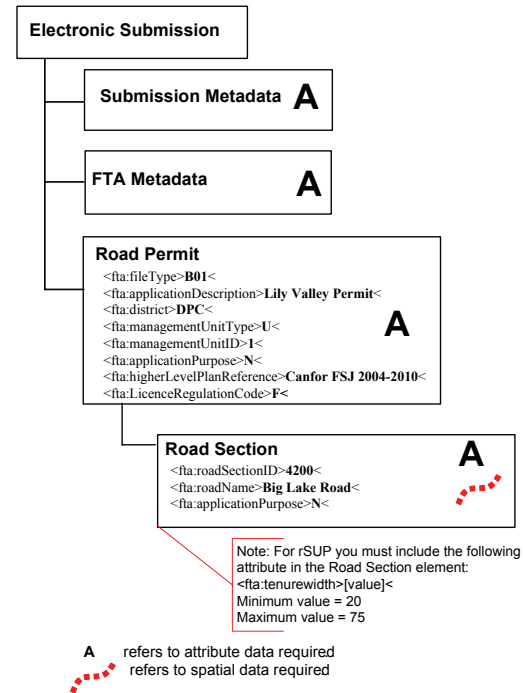 Electronic Submission
Submission Metadata A
FTA Metadata A
Road Permit
<fta:fileType>B01<
<fta:applicationDescription>Lily Valley Permit<
<fta:district>DPC<
<fta:managementUnitType>U<
<fta:managementUnitID>1<
<fta:applicationPurpose>N<
<fta:higherLevelPlanReference>Canfor FSJ 2004-2010<
<fta:LicenceRegulationCode>F<
A
Road Section
<fta:roadSectionID>4200<
<fta:roadName>Big Lake Road<
<fta:applicationPurpose>N<
A
Note: For rSUP you must include the following
attribute in the Road Section element:
<fta:tenurewidth>[value]<
Minimum value = 20
Maximum value = 75
A refers to attribute data required
refers to spatial data required